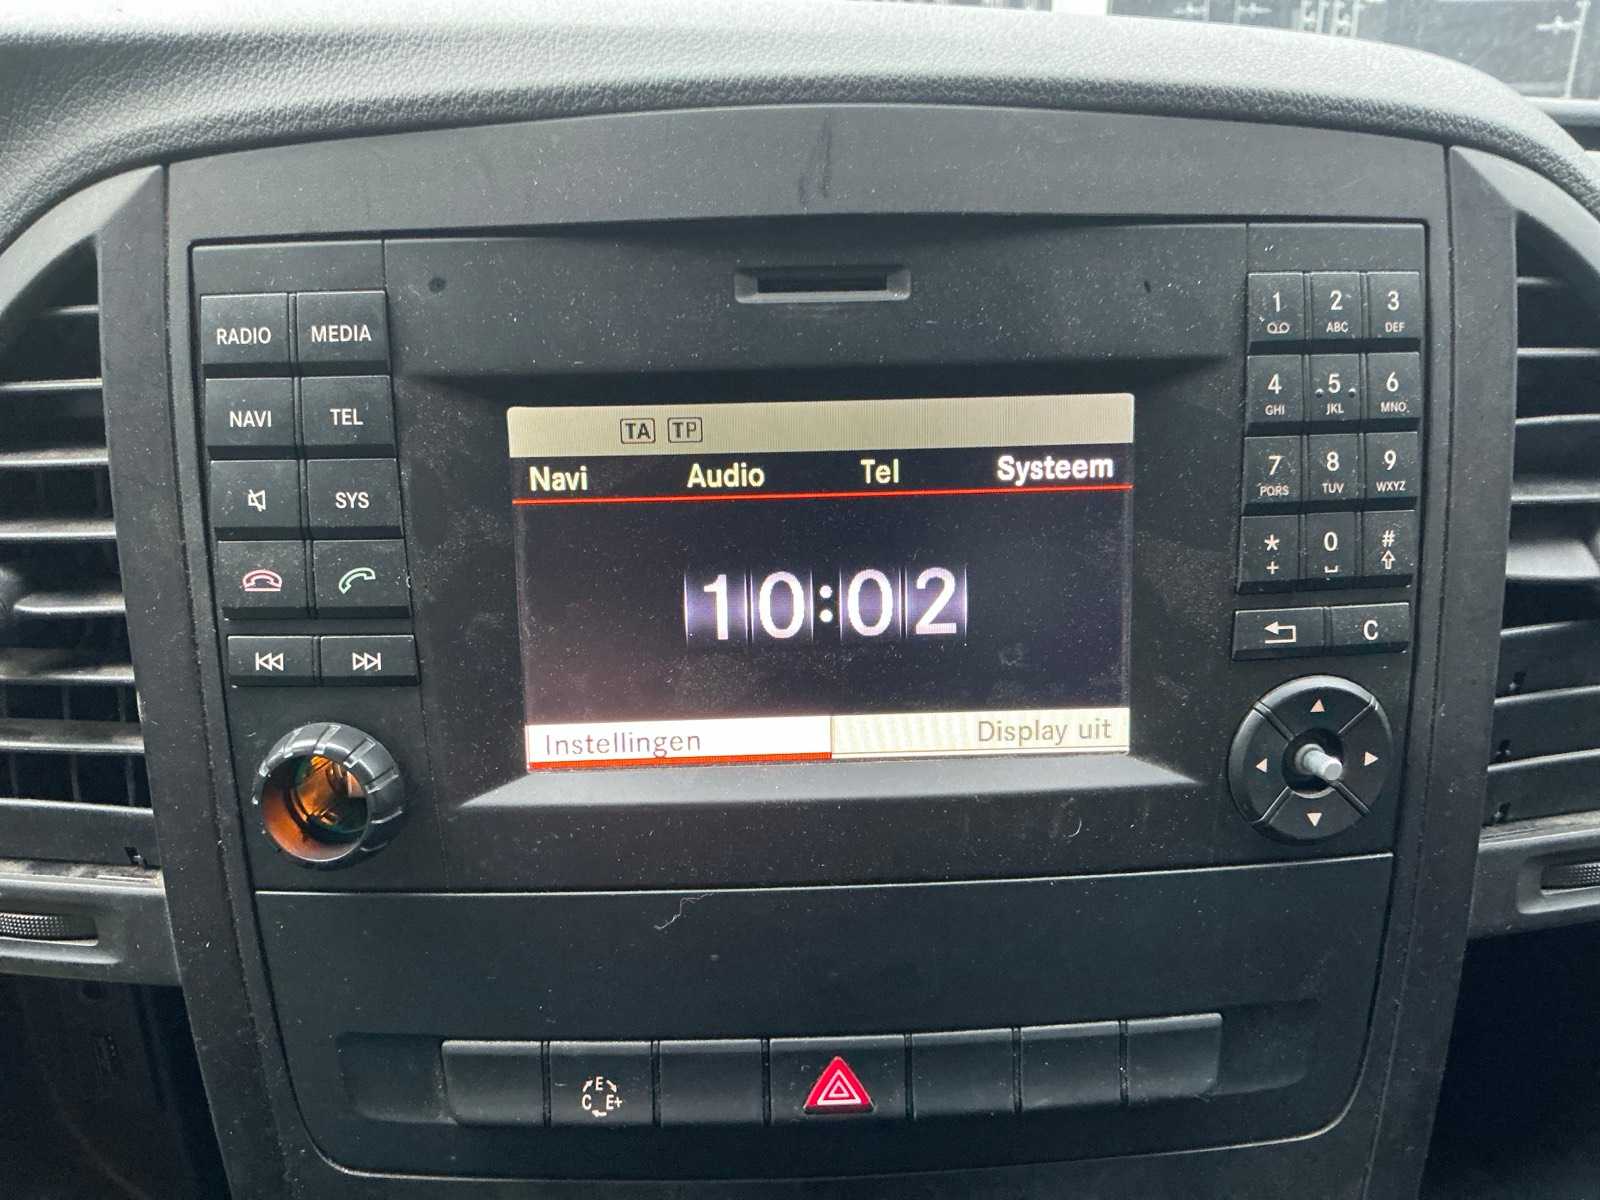 RADIO MEDIA
NAVI TEL
SYS
TA TP
Navi Audio Tel Systeem
10:02
Instellingen Display uit
1 2 ABC 3 DEF
4 GHI 5 JKL 6 MNO
7 PQRS 8 TUV 9 WXYZ
* + 0 #
C
E
C E+